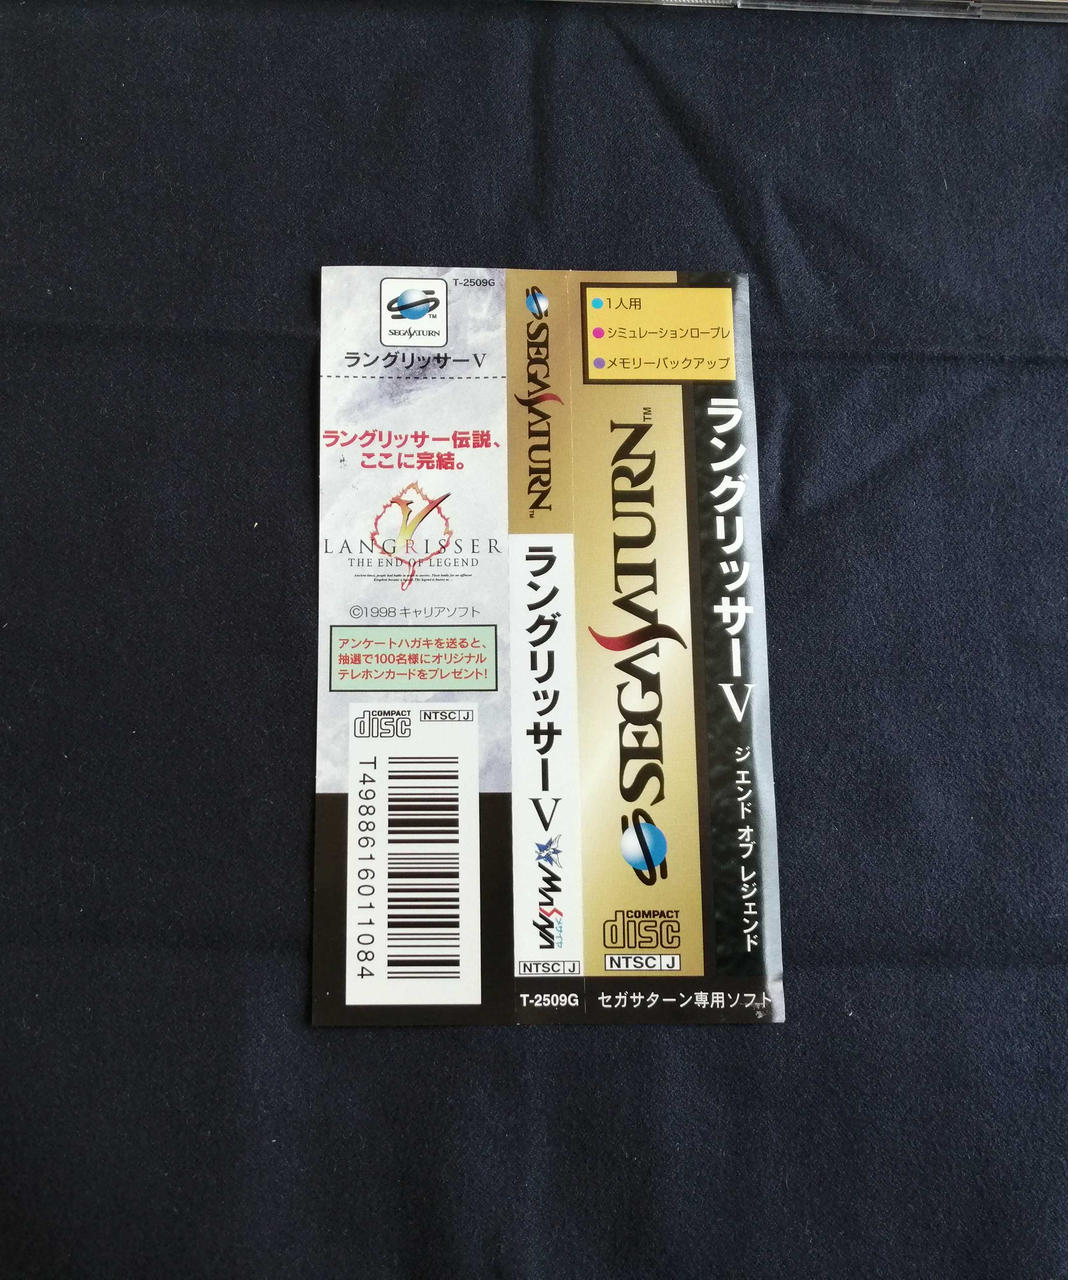 T-2509G
SEGA SATURN
TM
ラングリッサーV
ラングリッサー伝説、
ここに完結。
V
LANGRISSER
THE END OF LEGEND
©1998 キャリアソフト
アンケートハガキを送ると、
抽選で100名様にオリジナル
テレホンカードをプレゼント!
COMPACT
disc
NTSC J
T4988616011084
SEGA SATURN
TM
ラングリッサーV
MASAYA
メサイヤ
NTSC J
T-2509G
1人用
シミュレーションロープレ
メモリーバックアップ
SEGA SATURN
TM
COMPACT
disc
NTSC J
セガサターン専用ソフト
ラングリッサーV
ジ エンド オブ レジェンド